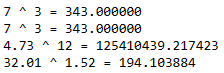 7 ^ 3 = 343.000000
7 ^ 3 = 343.000000
4.73 ^ 12 = 125410439.217423
32.01 ^ 1.52 = 194.103884